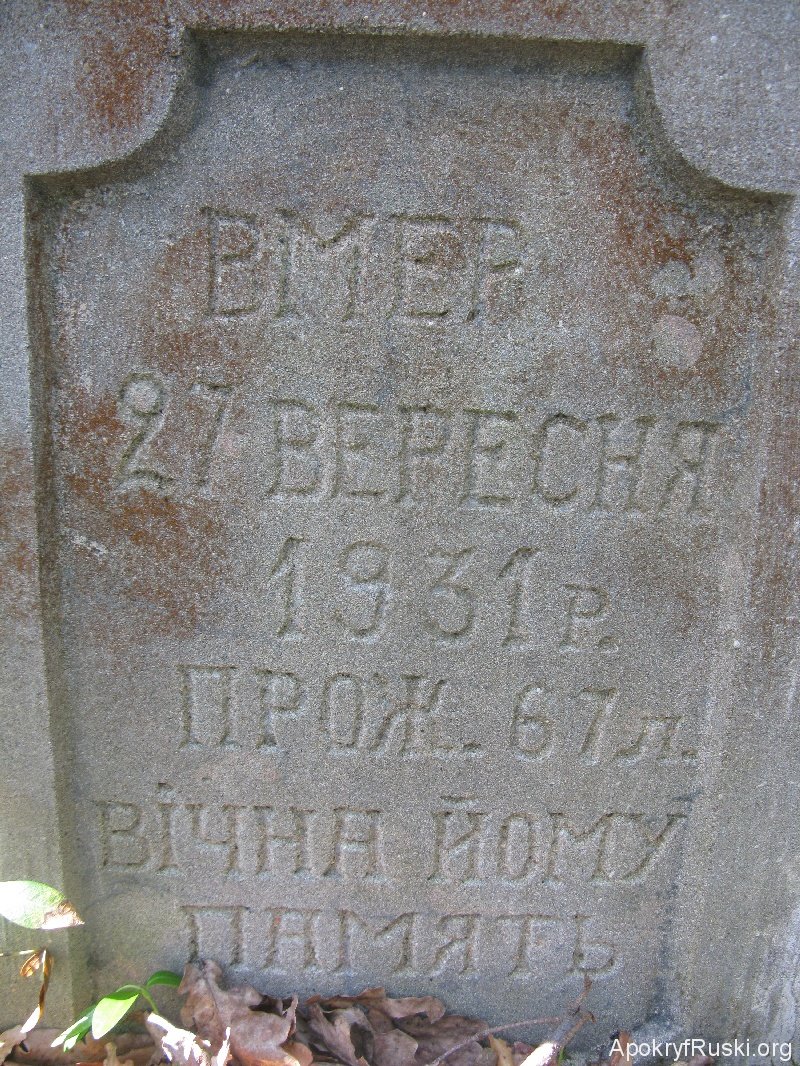 ВМЕР
27 ВЕРЕСНЯ
1931 р.
ПРОЖ. 67 л.
ВІЧНА ЙОМУ
ПАМЯТЬ
ApokryfRuski.org